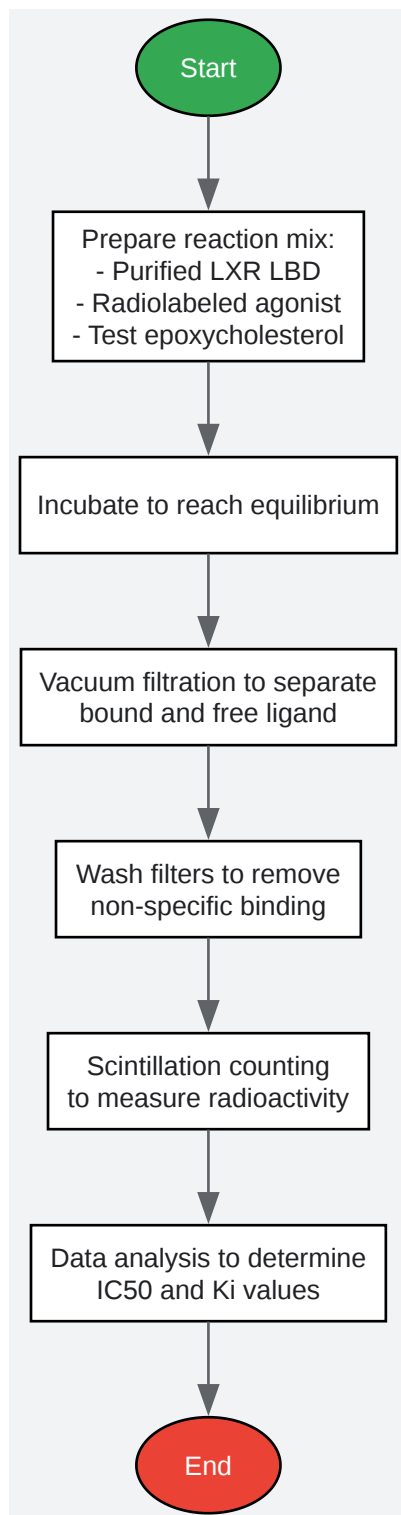 Start
Prepare reaction mix:
- Purified LXR LBD
- Radiolabeled agonist
- Test epoxycholesterol
Incubate to reach equilibrium
Vacuum filtration to separate
bound and free ligand
Wash filters to remove
non-specific binding
Scintillation counting
to measure radioactivity
Data analysis to determine
IC50 and Ki values
End